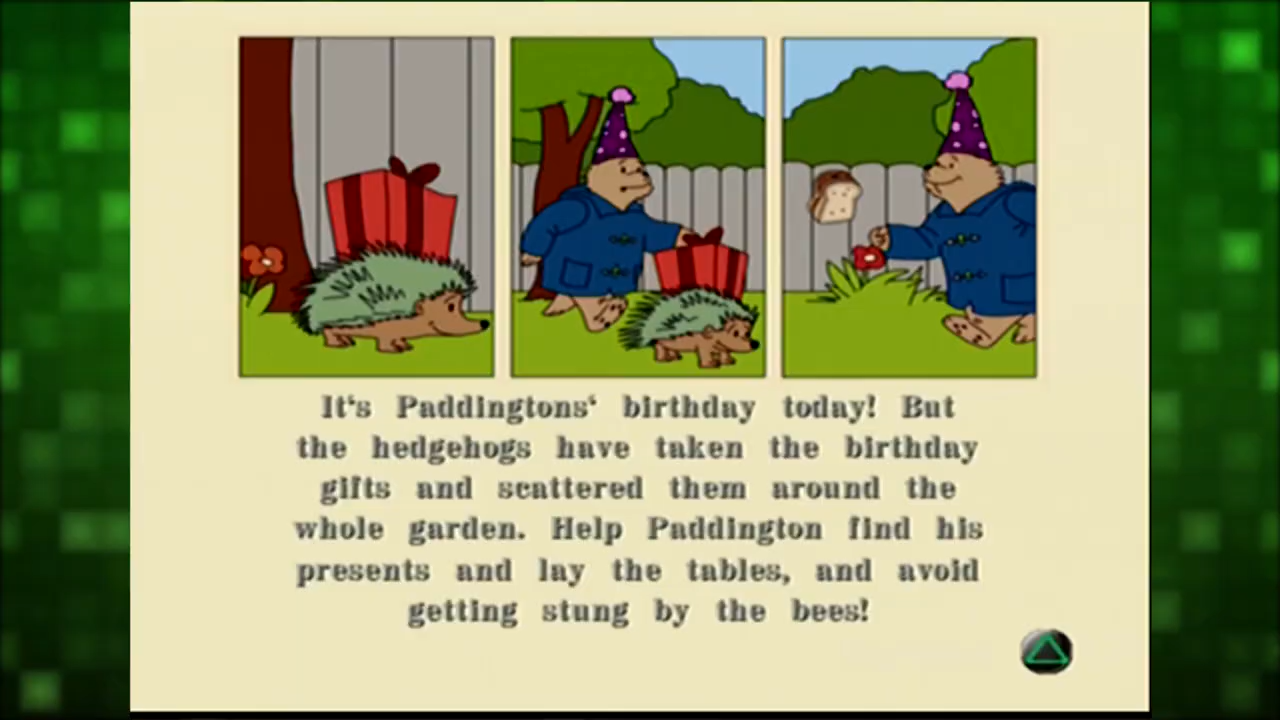 It‘s Paddingtons‘ birthday today! But
the hedgehogs have taken the birthday
gifts and scattered them around the
whole garden. Help Paddington find his
presents and lay the tables, and avoid
getting stung by the bees!